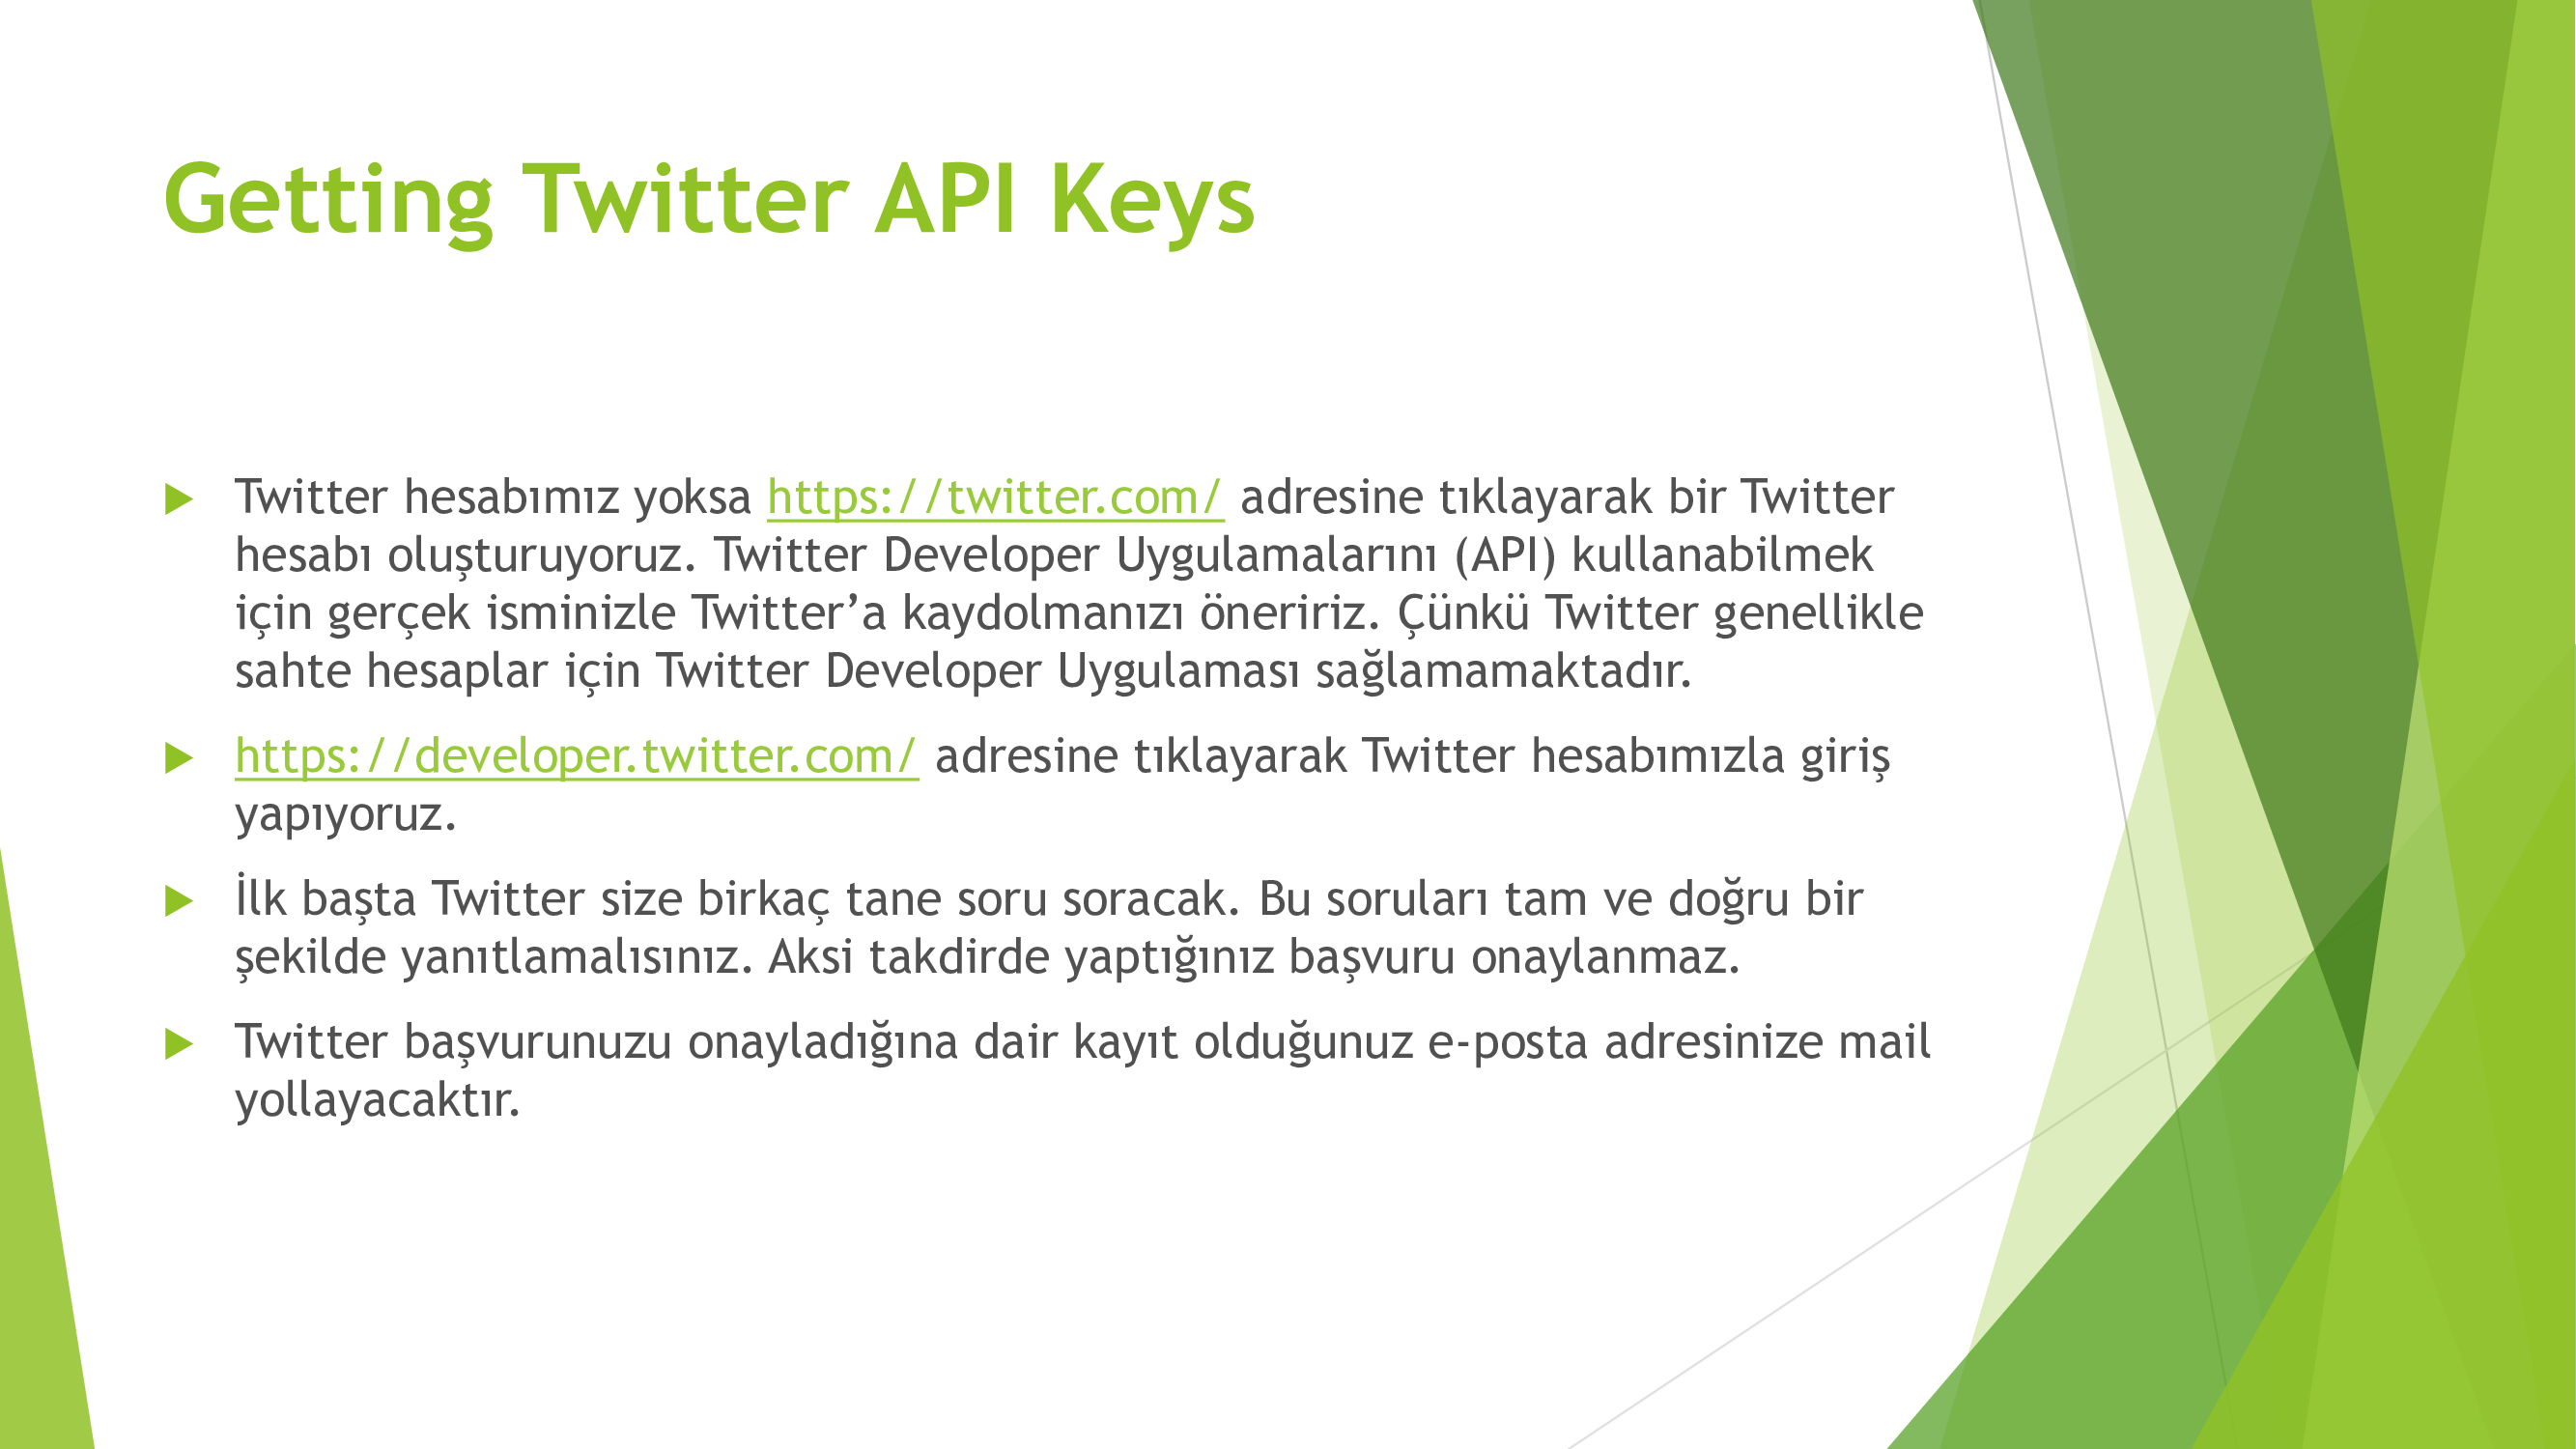 Getting Twitter API Keys
Twitter hesabımız yoksa https://twitter.com/ adresine tıklayarak bir Twitter
hesabı oluşturuyoruz. Twitter Developer Uygulamalarını (API) kullanabilmek
için gerçek isminizle Twitter’a kaydolmanızı öneririz. Çünkü Twitter genellikle
sahte hesaplar için Twitter Developer Uygulaması sağlamamaktadır.
https://developer.twitter.com/ adresine tıklayarak Twitter hesabımızla giriş
yapıyoruz.
İlk başta Twitter size birkaç tane soru soracak. Bu soruları tam ve doğru bir
şekilde yanıtlamalısınız. Aksi takdirde yaptığınız başvuru onaylanmaz.
Twitter başvurunuzu onayladığına dair kayıt olduğunuz e-posta adresinize mail
yollayacaktır.